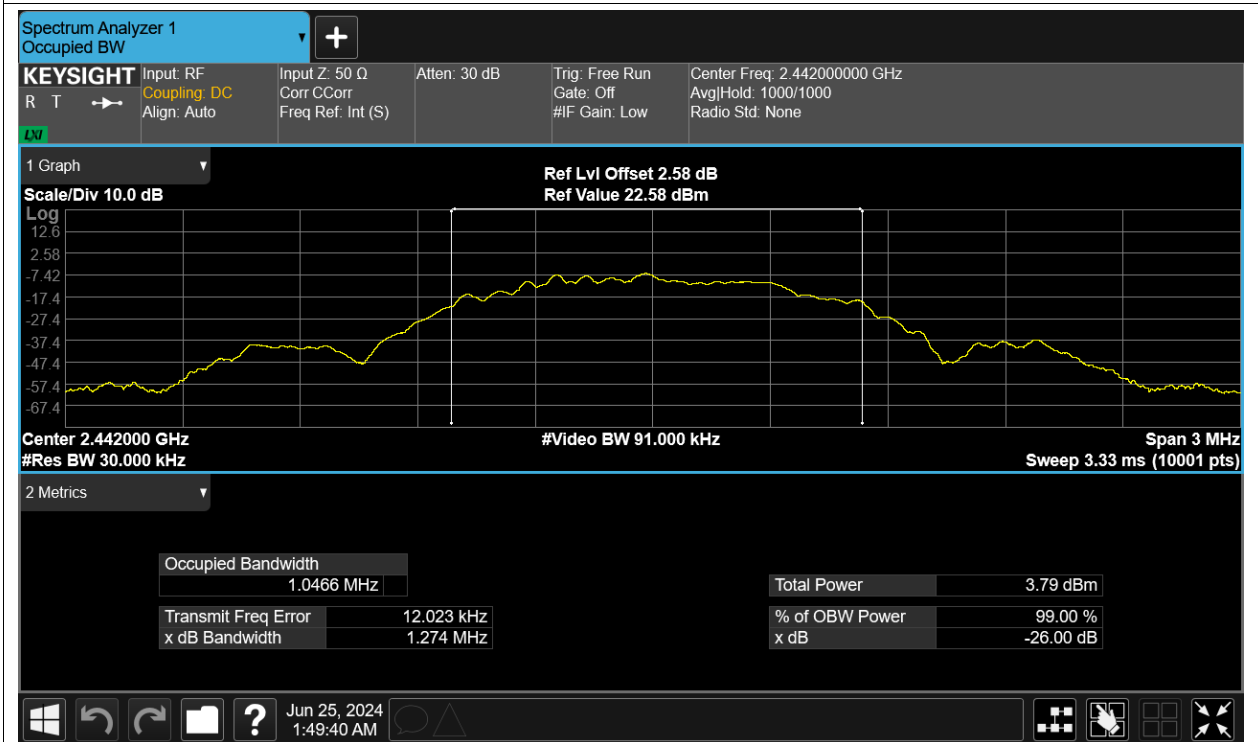 Spectrum Analyzer 1
Occupied BW
KEYSIGHT
R T
LXI
Input: RF
Coupling: DC
Align: Auto
Input Z: 50 Ω
Corr CCorr
Freq Ref: Int (S)
Atten: 30 dB
Trig: Free Run
Gate: Off
#IF Gain: Low
Center Freq: 2.442000000 GHz
Avg|Hold: 1000/1000
Radio Std: None
1 Graph
Scale/Div 10.0 dB
Ref Lvl Offset 2.58 dB
Ref Value 22.58 dBm
Log
12.6
2.58
-7.42
-17.4
-27.4
-37.4
-47.4
-57.4
-67.4
Center 2.442000 GHz
#Res BW 30.000 kHz
#Video BW 91.000 kHz
Span 3 MHz
Sweep 3.33 ms (10001 pts)
2 Metrics
Occupied Bandwidth
1.0466 MHz
Transmit Freq Error 12.023 kHz
x dB Bandwidth 1.274 MHz
Total Power 3.79 dBm
% of OBW Power 99.00 %
x dB -26.00 dB
?
Jun 25, 2024
1:49:40 AM